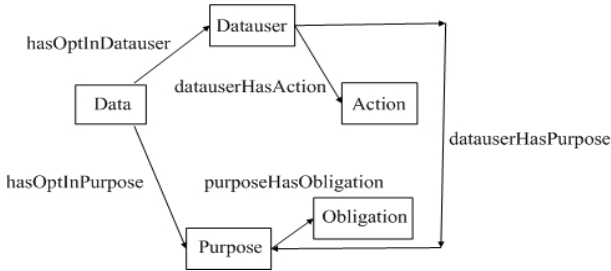 Datauser
hasOptInDatauser
datauserHasAction
Data
Action
datauserHasPurpose
hasOptInPurpose
purposeHasObligation
Obligation
Purpose